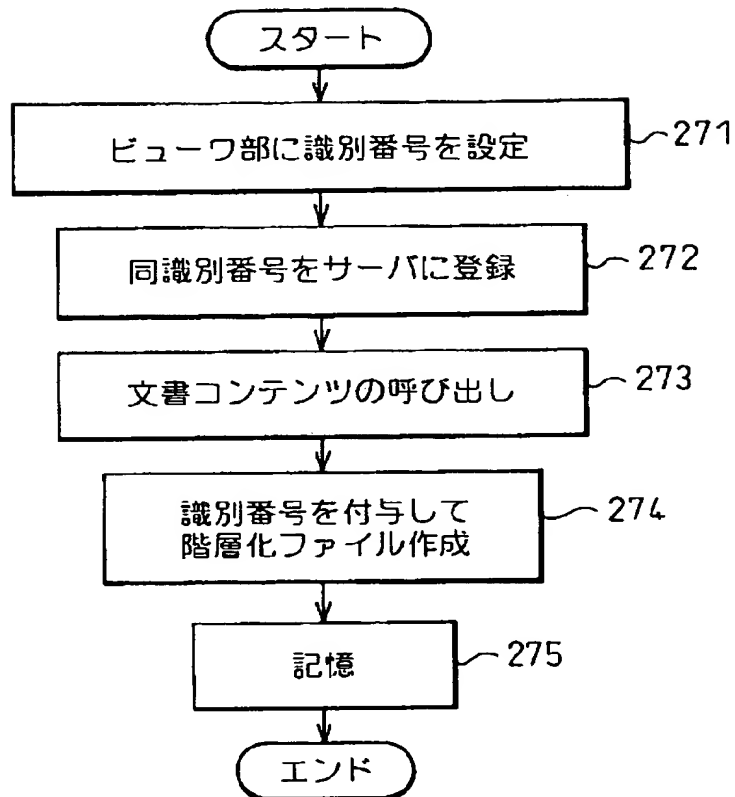 スタート
ビューワ部に識別番号を設定
271
同識別番号をサーバに登録
272
文書コンテンツの呼び出し
273
識別番号を付与して
階層化ファイル作成
274
記憶
275
エンド